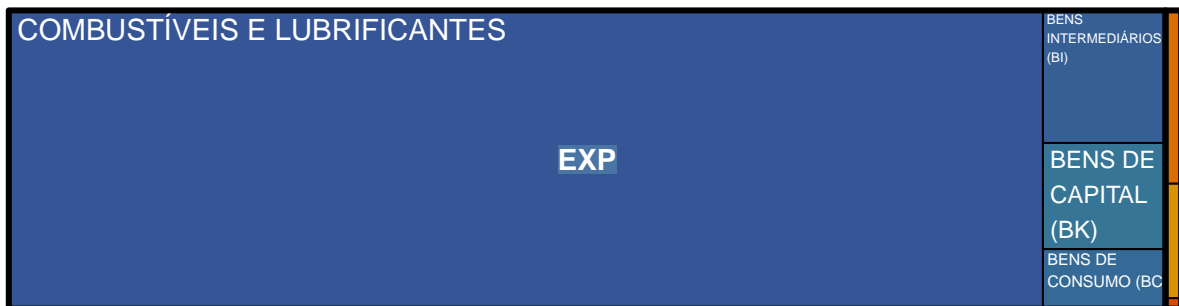 COMBUSTÍVEIS E LUBRIFICANTES
EXP
BENS
INTERMEDIÁRIOS
(BI)
BENS DE
CAPITAL
(BK)
BENS DE
CONSUMO (BC